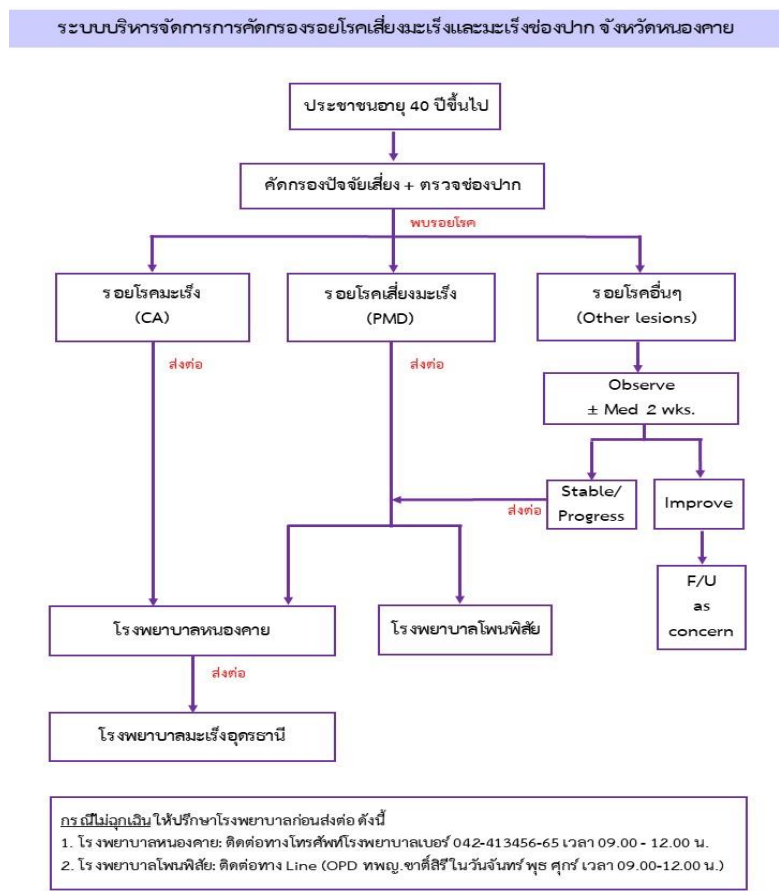 ระบบบริหารจัดการการคัดกรองรอยโรคเสี่ยงมะเร็งและมะเร็งช่องปาก จังหวัดหนองคาย
ประชาชนอายุ 40 ปีขึ้นไป
คัดกรองปัจจัยเสี่ยง + ตรวจช่องปาก
พบรอยโรค
รอยโรคมะเร็ง
(CA)
รอยโรคเสี่ยงมะเร็ง
(PMD)
รอยโรคอื่นๆ
(Other lesions)
ส่งต่อ
ส่งต่อ
Observe
± Med 2 wks.
Stable/
Progress
Improve
ส่งต่อ
F/U
as
concern
โรงพยาบาลหนองคาย
โรงพยาบาลโพนพิสัย
ส่งต่อ
โรงพยาบาลมะเร็งอุดรธานี
กรณีไม่ฉุกเฉิน ให้ปรึกษาโรงพยาบาลก่อนส่งต่อ ดังนี้
1. โรงพยาบาลหนองคาย: ติดต่อทางโทรศัพท์โรงพยาบาลเบอร์ 042-413456-65 เวลา 09.00 - 12.00 น.
2. โรงพยาบาลโพนพิสัย: ติดต่อทาง Line (OPD ทพญ.ชาติ์สิรี ในวันจันทร์ พุธ ศุกร์ เวลา 09.00-12.00 น.)